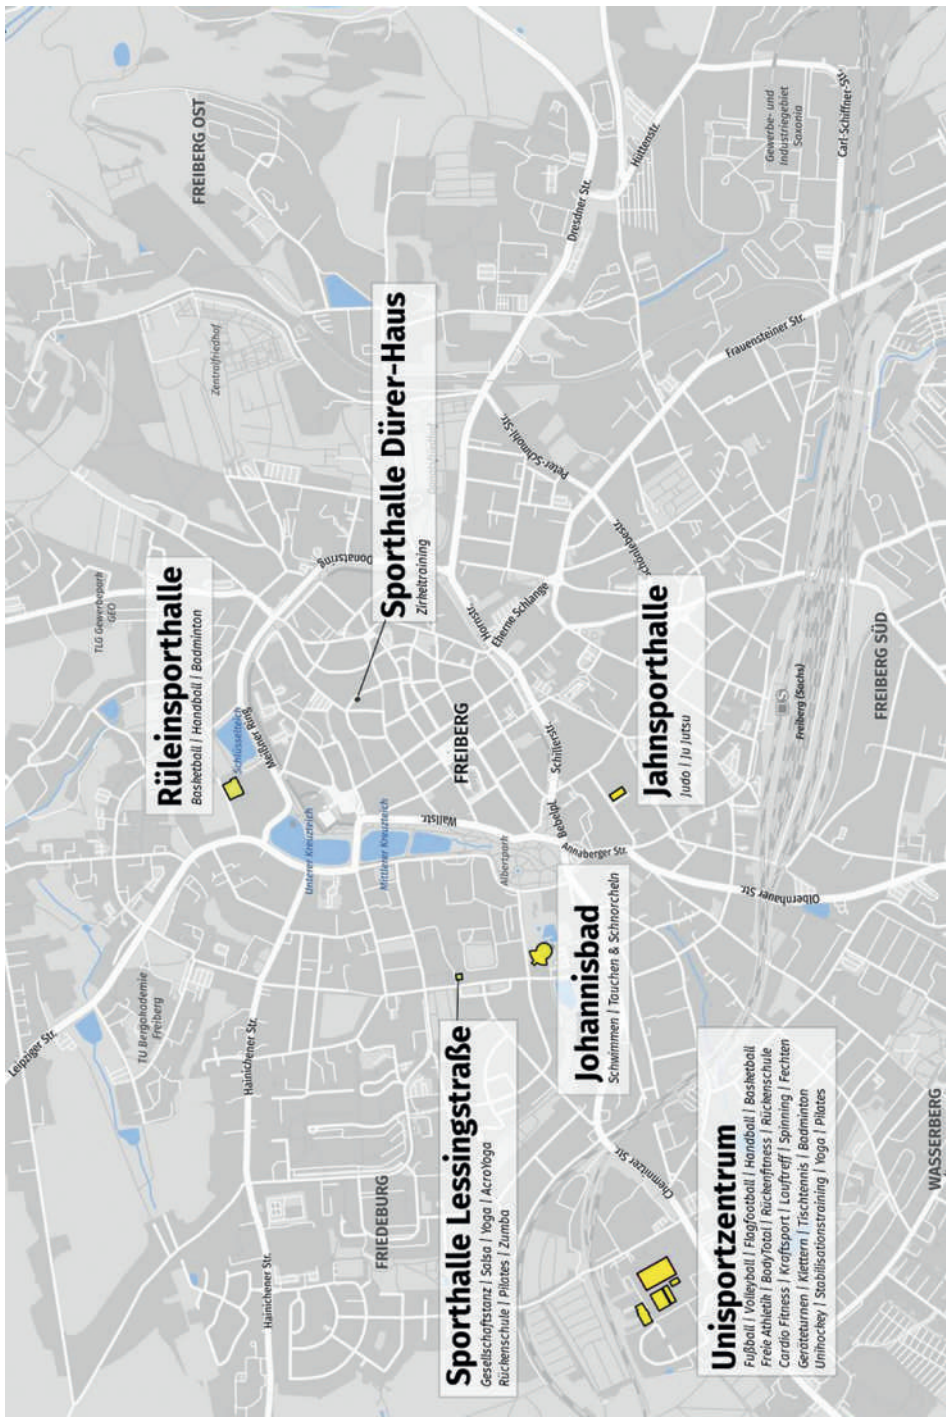 Leipziger Str.
TU Bergakademie
Freiberg
Hainichener Str.
Hainichener Str.
FRIEDEBURG
Sporthalle Lessingstraße
Gesellschaftstanz | Salsa | Yoga | AcroYoga
Rückenschule | Pilates | Zumba
Unisportzentrum
Fußball | Volleyball | Flagfootball | Handball | Basketball
Freie Athletik | BodyTotal | Rückenfitness | Rückenschule
Cardio Fitness | Kraftsport | Lauftreff | Spinning | Fechten
Geräteturnen | Klettern | Tischtennis | Badminton
Unihockey | Stabilisationstraining | Yoga | Pilates
WASSERBERG
Chemnitzer Str.
Johannisbad
Schwimmen | Tauchen & Schnorcheln
Rüleinsporthalle
Basketball | Handball | Badminton
TLG Gewerbepark
GEO
Schlüsselteich
Meißner Ring
Unterer Kreuzteich
Mittlerer Kreuzteich
Wallstr.
Albertpark
FREIBERG
Bebelpl.
Schillerstr.
Annaberger Str.
Olbernhauer Str.
Jahnsporthalle
Judo | Ju Jutsu
Freiberg (Sachs)
FREIBERG SÜD
Sporthalle Dürer-Haus
Zirkeltraining
Donatsring
Hornstr.
Eherne Schlange
Schöniebestr.
Peter-Schmohl-Str.
Frauensteiner Str.
Zentralfriedhof
FREIBERG OST
Dresdner Str.
Hüttenstr.
Gewerbe- und
Industriegebiet
Saxonia
Carl-Schiffner-Str.